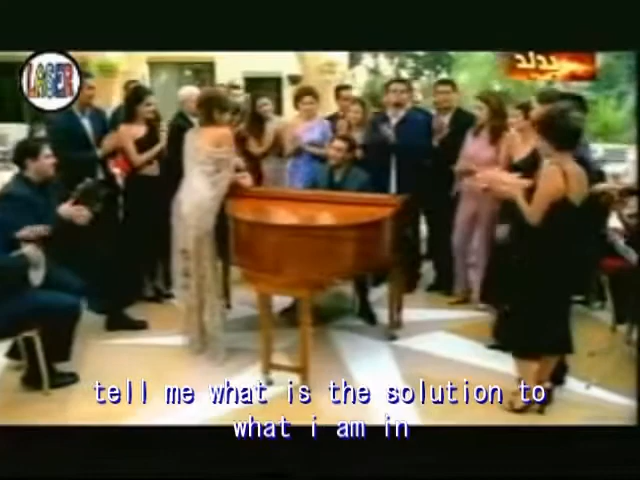 LASER
tell me what is the solution to
what i am in